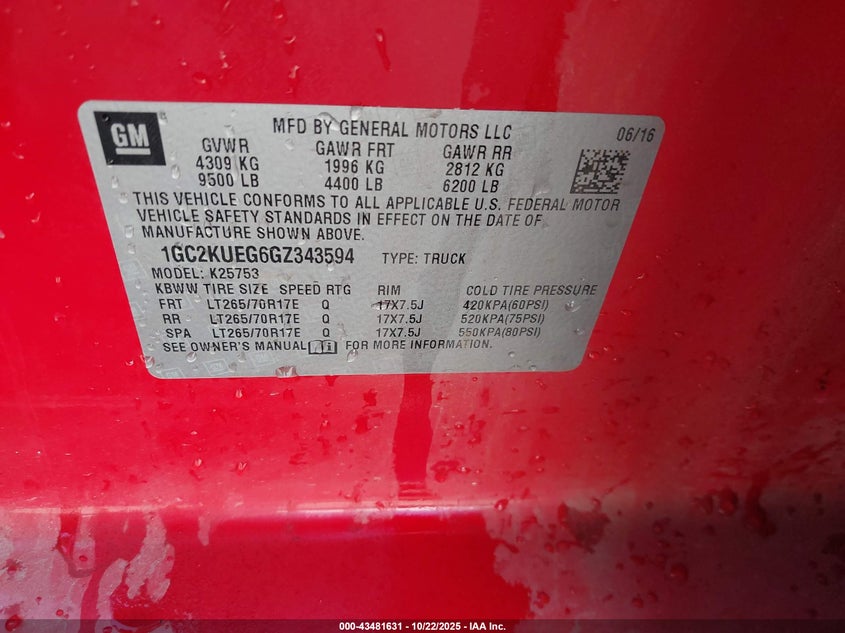 GM
MFD BY GENERAL MOTORS LLC 06/16
GVWR GAWR FRT GAWR RR
4309 KG 1996 KG 2812 KG
9500 LB 4400 LB 6200 LB
THIS VEHICLE CONFORMS TO ALL APPLICABLE U.S. FEDERAL MOTOR
VEHICLE SAFETY STANDARDS IN EFFECT ON THE DATE OF
MANUFACTURE SHOWN ABOVE.
1GC2KUEG6GZ343594 TYPE: TRUCK
MODEL: K25753
KBWW TIRE SIZE SPEED RTG RIM COLD TIRE PRESSURE
FRT LT265/70R17E Q 17X7.5J 420KPA(60PSI)
RR LT265/70R17E Q 17X7.5J 520KPA(75PSI)
SPA LT265/70R17E Q 17X7.5J 550KPA(80PSI)
SEE OWNER'S MANUAL FOR MORE INFORMATION.
000-43481631 - 10/22/2025 - IAA Inc.